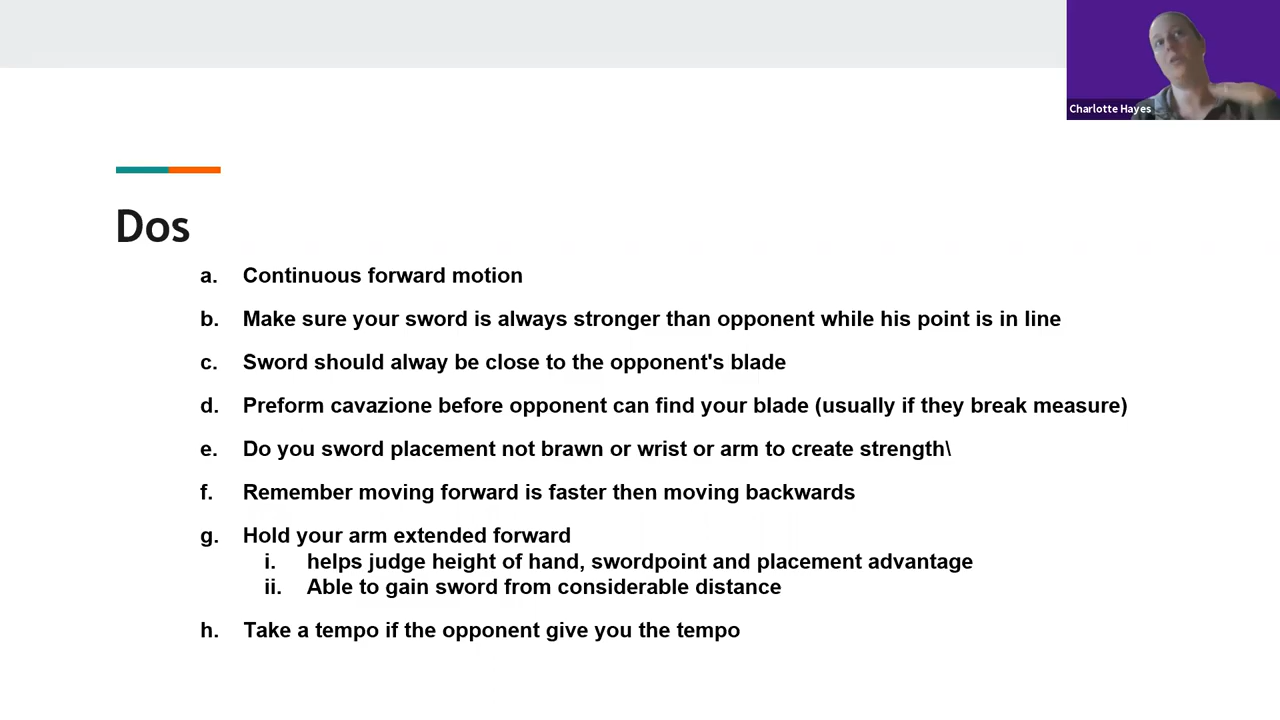 Charlotte Hayes
Dos
a. Continuous forward motion
b. Make sure your sword is always stronger than opponent while his point is in line
c. Sword should alway be close to the opponent's blade
d. Preform cavazione before opponent can find your blade (usually if they break measure)
e. Do you sword placement not brawn or wrist or arm to create strength\
f. Remember moving forward is faster then moving backwards
g. Hold your arm extended forward
i. helps judge height of hand, swordpoint and placement advantage
ii. Able to gain sword from considerable distance
h. Take a tempo if the opponent give you the tempo